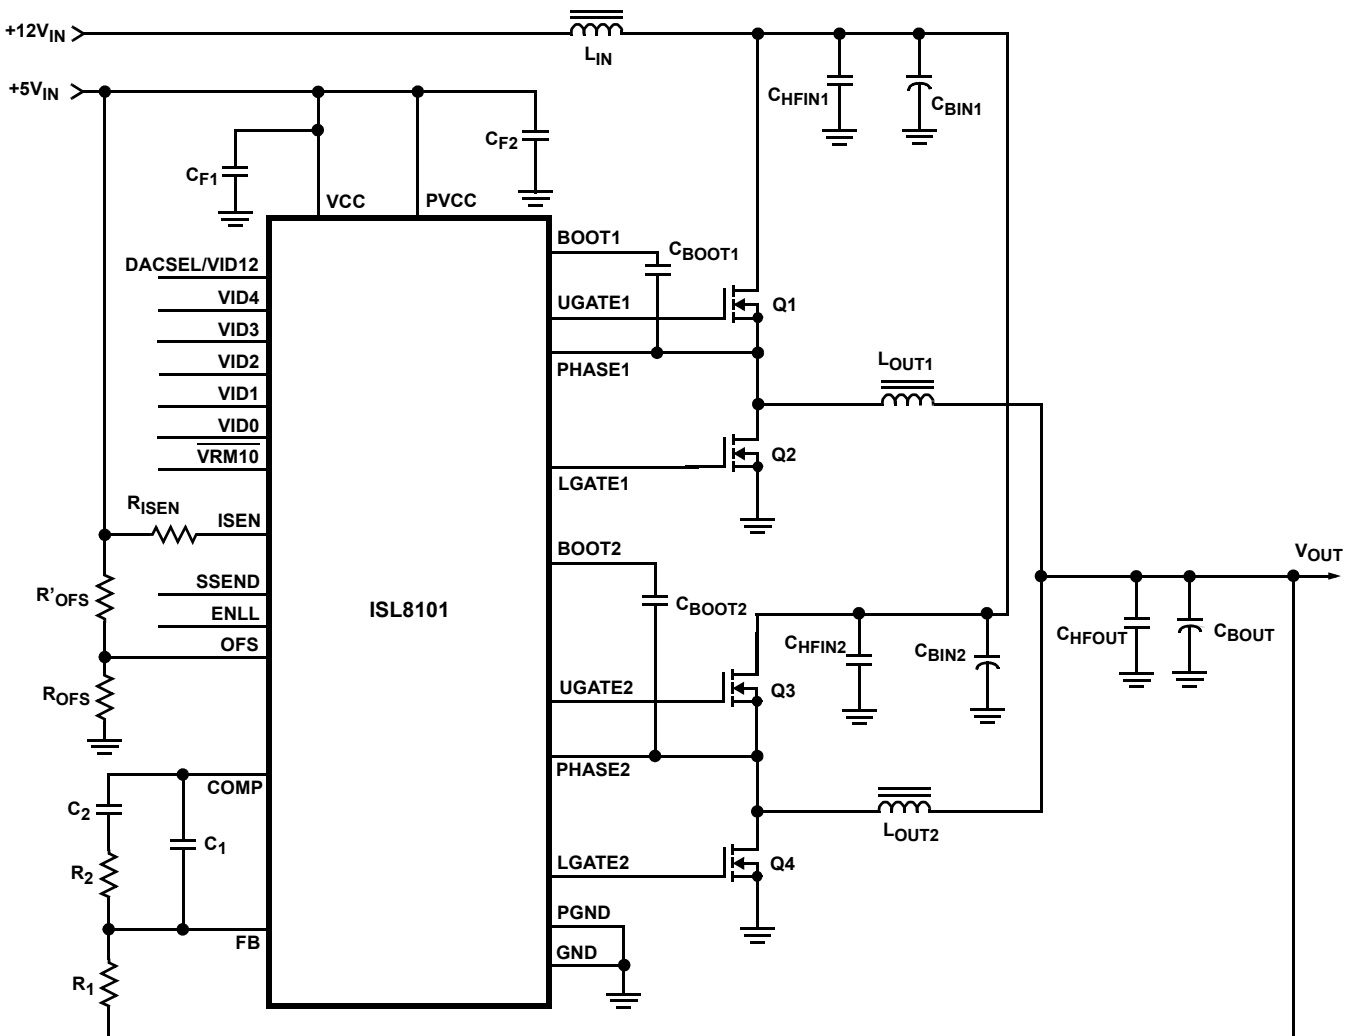 +12VIN
LIN
+5VIN
CHFIN1
CBIN1
CF2
CF1
VCC
PVCC
BOOT1
CBOOT1
DACSEL/VID12
VID4
UGATE1
Q1
VID3
VID2
PHASE1
LOUT1
VID1
VID0
VRM10
Q2
LGATE1
RISEN
ISEN
BOOT2
VOUT
SSEND
R'OFS
ISL8101
CBOOT2
ENLL
OFS
CHFIN2
CBIN2
CHFOUT
CBOUT
ROFS
UGATE2
Q3
PHASE2
COMP
C2
C1
LOUT2
R2
LGATE2
Q4
PGND
FB
GND
R1